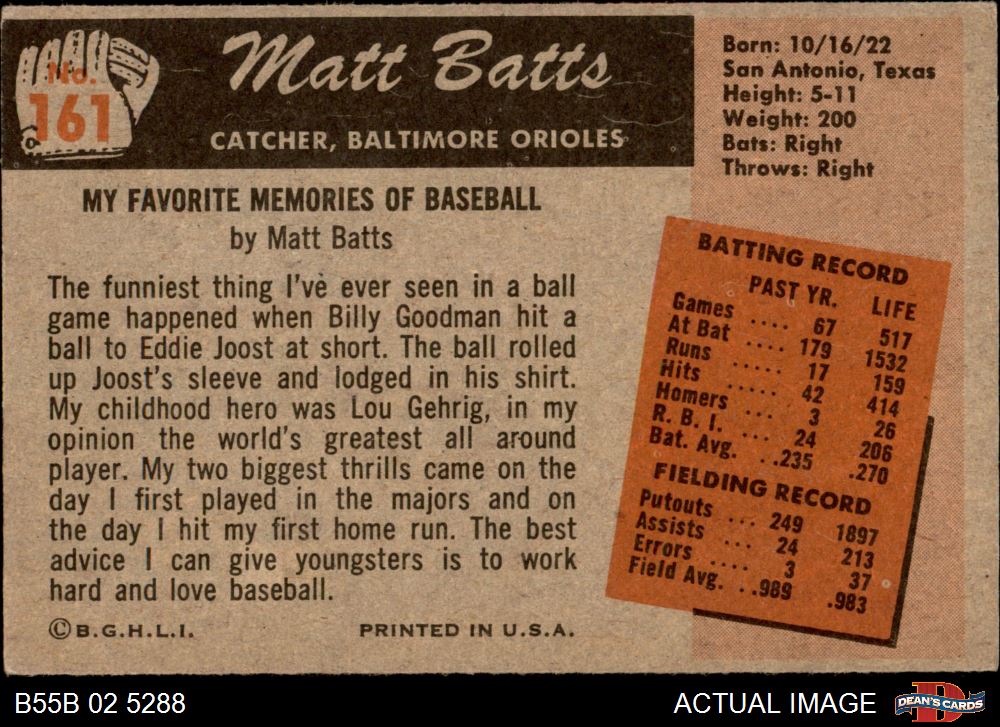 No.
161
Matt Batts
CATCHER, BALTIMORE ORIOLES
Born: 10/16/22
San Antonio, Texas
Height: 5-11
Weight: 200
Bats: Right
Throws: Right
MY FAVORITE MEMORIES OF BASEBALL
by Matt Batts
The funniest thing I've ever seen in a ball
game happened when Billy Goodman hit a
ball to Eddie Joost at short. The ball rolled
up Joost's sleeve and lodged in his shirt.
My childhood hero was Lou Gehrig, in my
opinion the world's greatest all around
player. My two biggest thrills came on the
day I first played in the majors and on
the day I hit my first home run. The best
advice I can give youngsters is to work
hard and love baseball.
© B.G.H.L.I. PRINTED IN U.S.A.
BATTING RECORD
PAST YR. LIFE
Games .... 67 517
At Bat .... 179 1532
Runs ..... 17 159
Hits ..... 42 414
Homers ... 3 26
R. B. I. ... 24 206
Bat. Avg. ..235 .270
FIELDING RECORD
Putouts ... 249 1897
Assists ... 24 213
Errors .... 3 37
Field Avg. ..989 .983
B55B 02 5288 ACTUAL IMAGE
D
DEAN'S CARDS